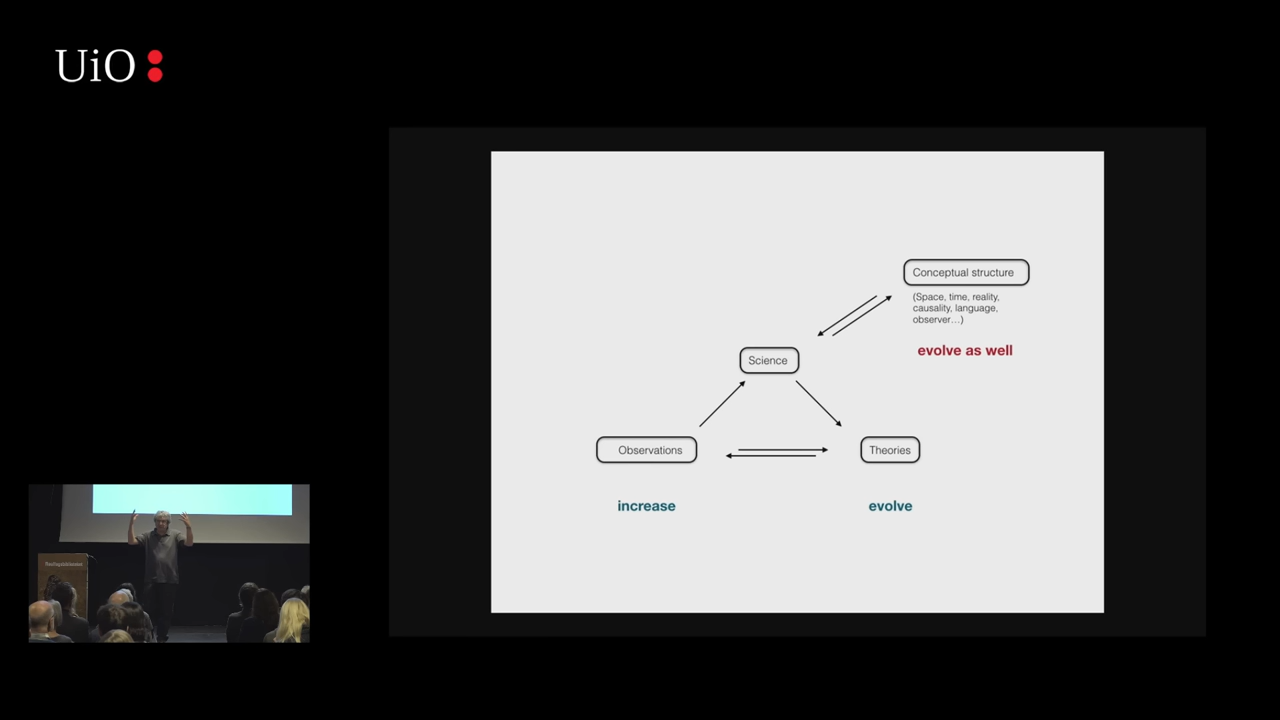 UiO
Conceptual structure
(Space, time, reality,
causality, language,
observer...)
evolve as well
Science
Observations
Theories
increase
evolve